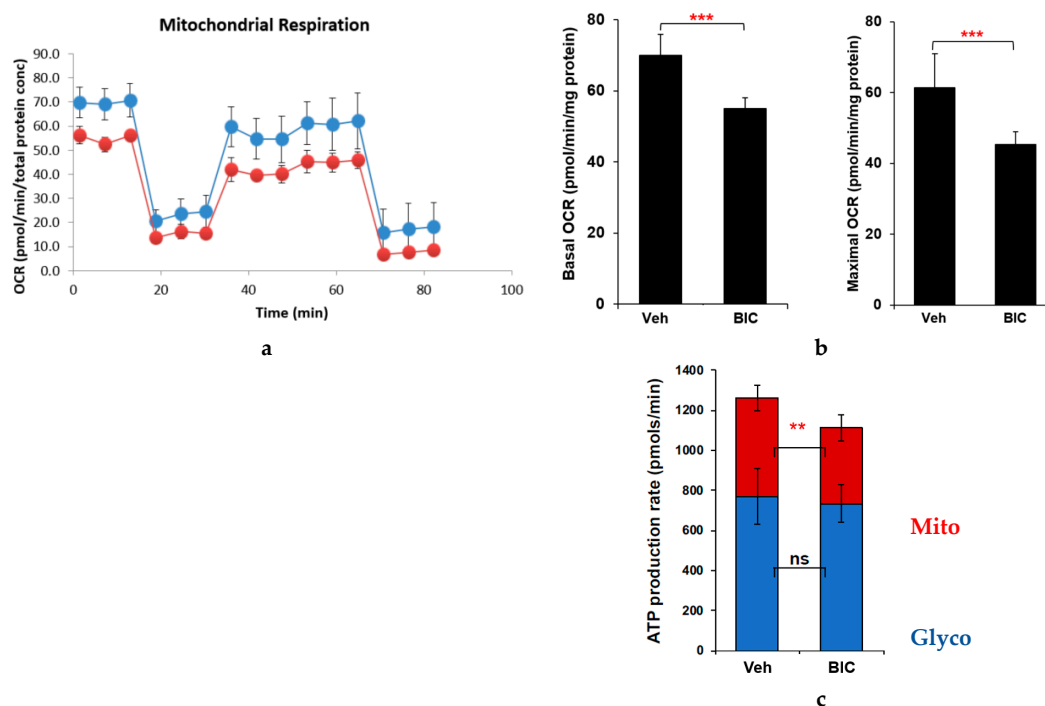 Mitochondrial Respiration
OCR (pmol/min/total protein conc)
90.0
80.0
70.0
60.0
50.0
40.0
30.0
20.0
10.0
0.0
0
20
40
60
80
100
Time (min)
a
Basal OCR (pmol/min/mg protein)
80
60
40
20
0
***
Veh
BIC
Maximal OCR (pmol/min/mg protein)
80
60
40
20
0
***
Veh
BIC
b
ATP production rate (pmols/min)
1400
1200
1000
800
600
400
200
0
**
ns
Veh
BIC
Mito
Glyco
c